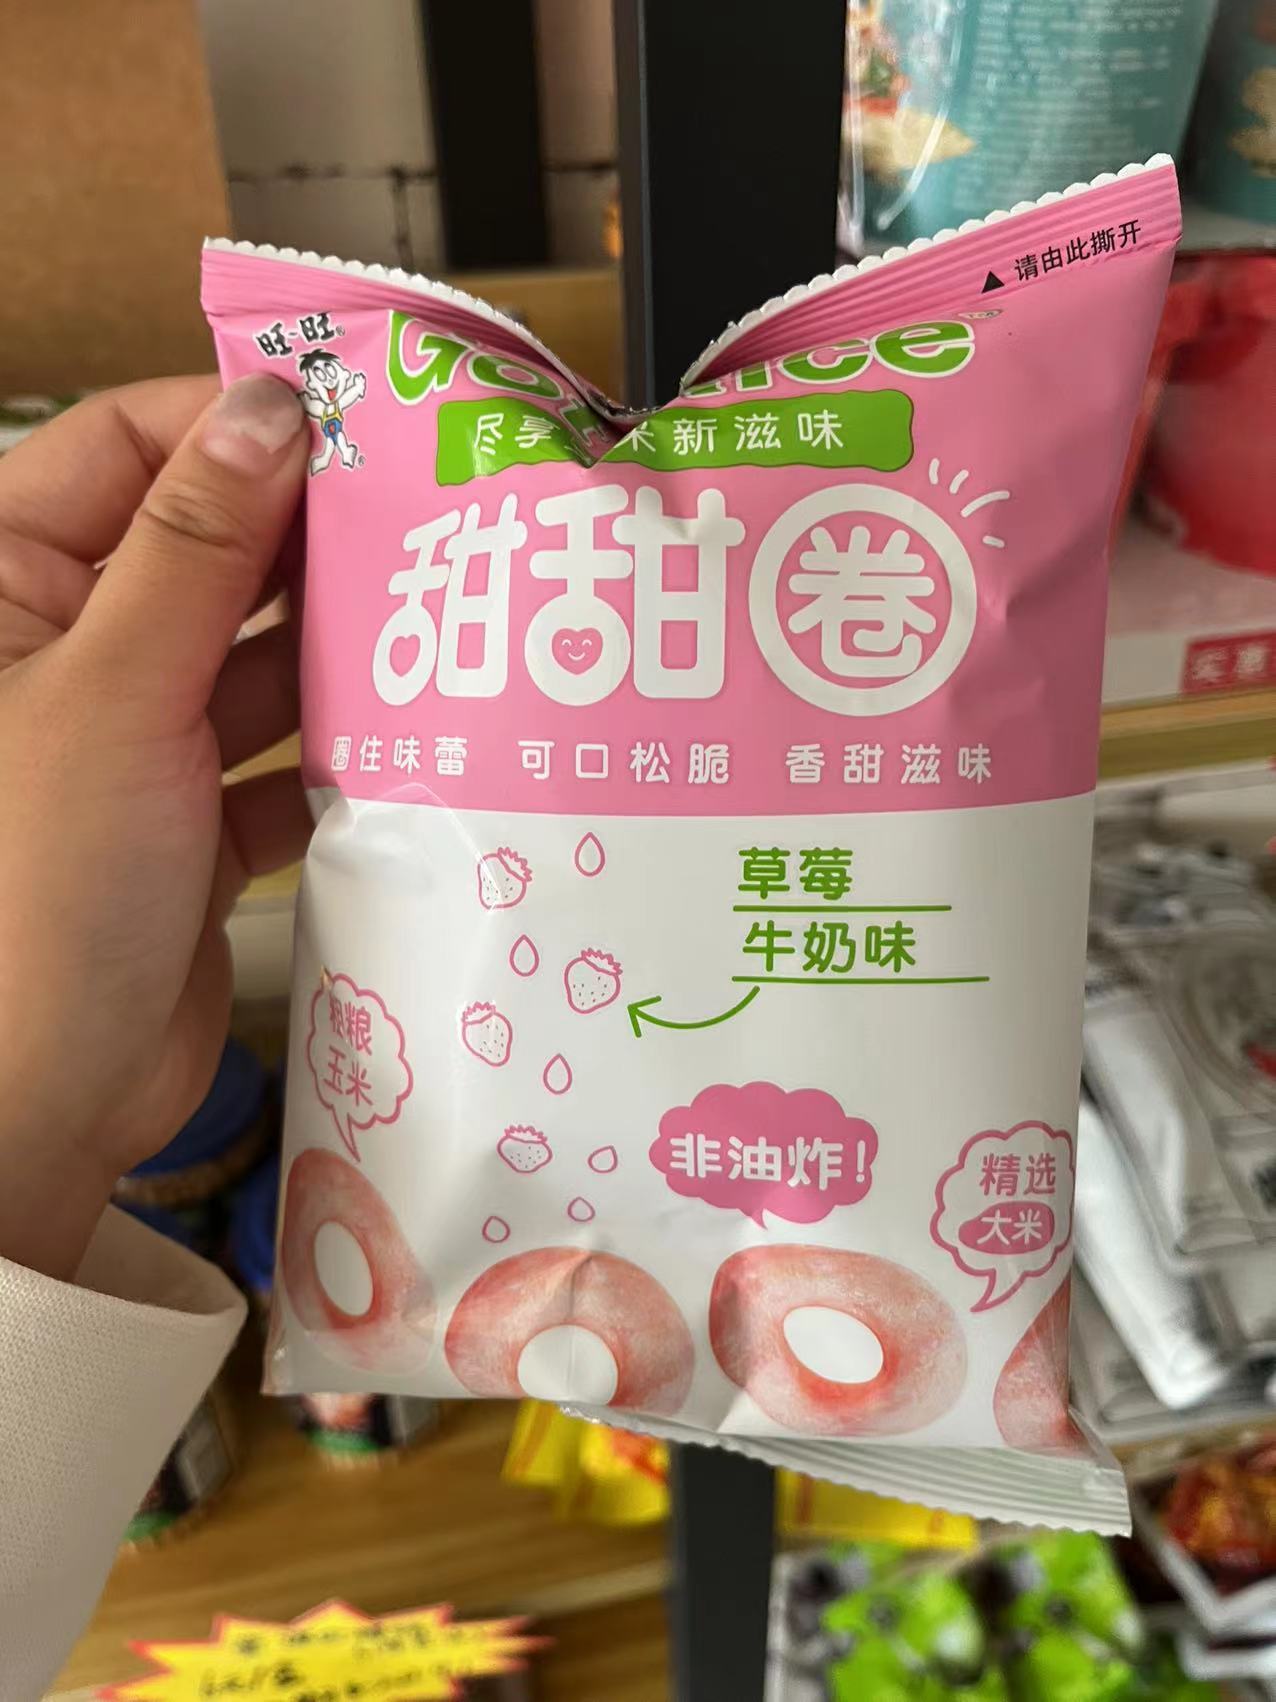 旺-旺®
请由此撕开
尽享 米新滋味
甜甜圈
圈住味蕾 可口松脆 香甜滋味
草莓
牛奶味
粗粮
玉米
非油炸!
精选
大米
实惠